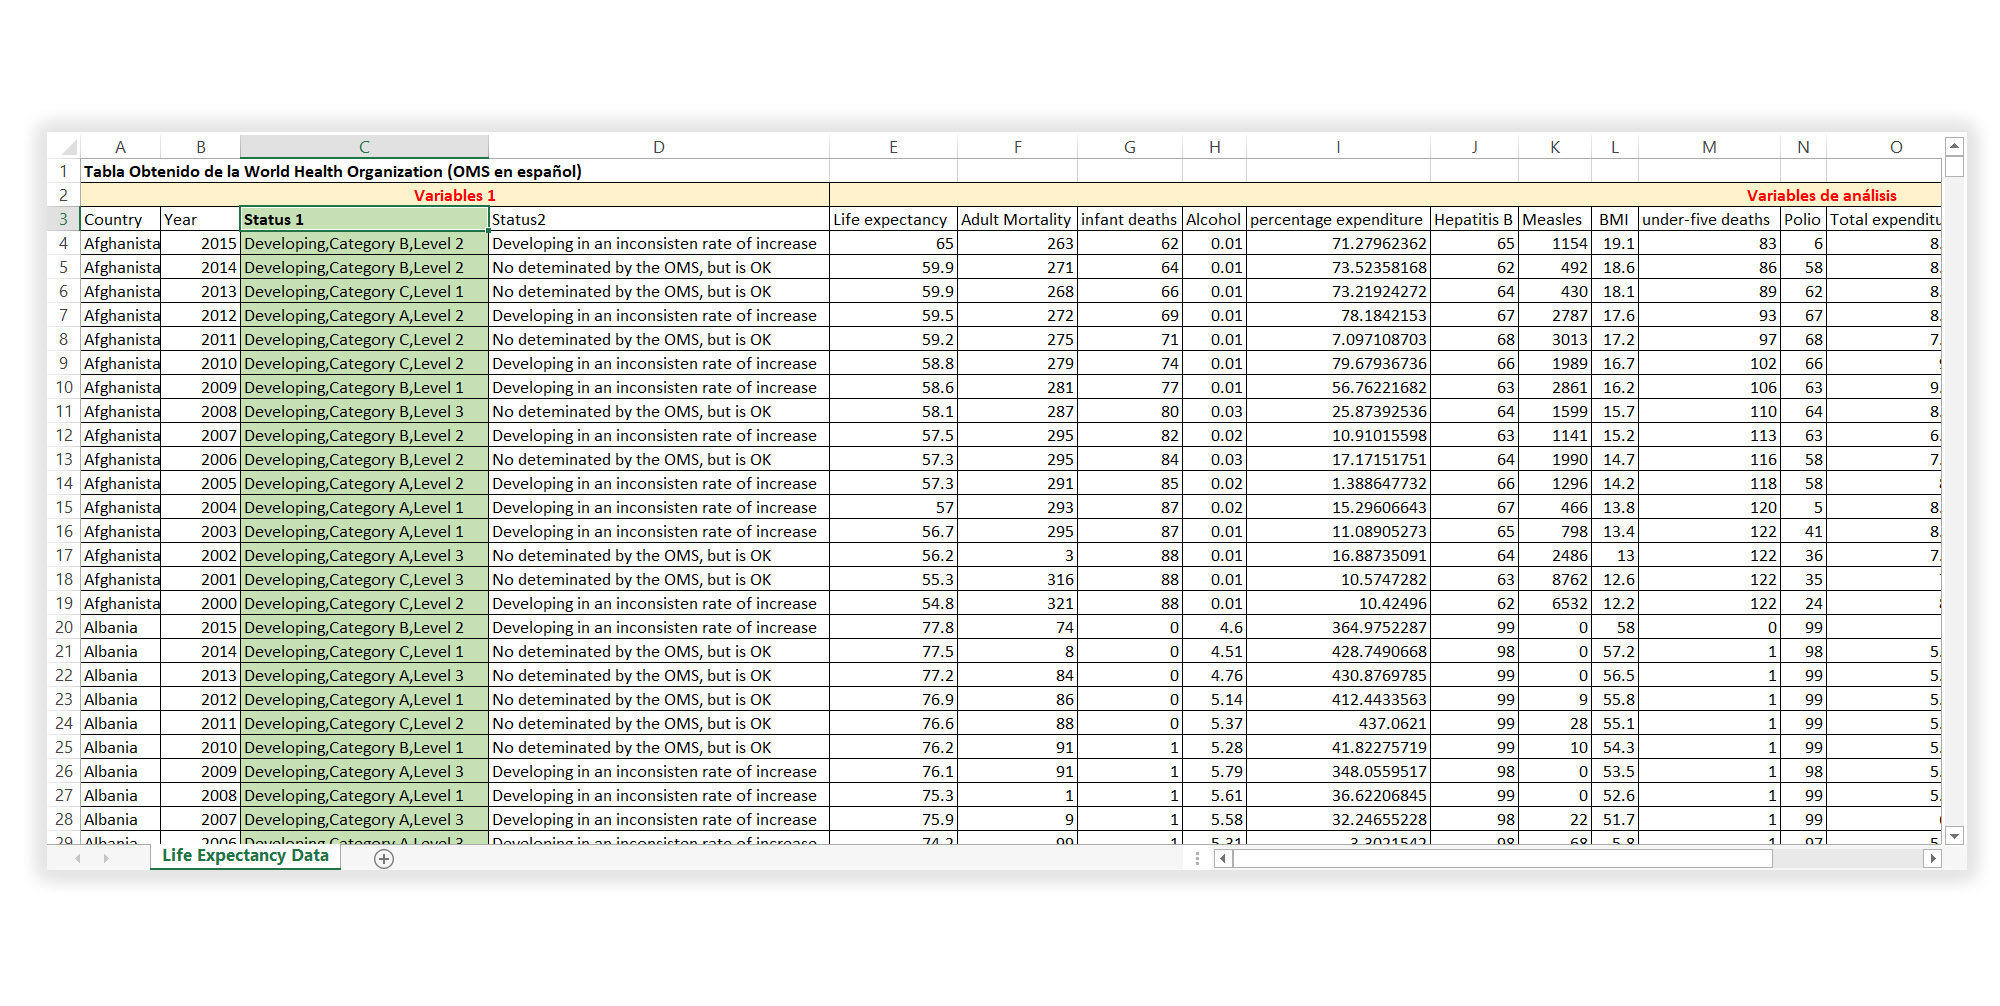 A B C D E F G H I J K L M N O
1 Tabla Obtenido de la World Health Organization (OMS en español)
2 Variables 1 Variables de análisis
3 Country Year Status 1 Status2 Life expectancy Adult Mortality infant deaths Alcohol percentage expenditure Hepatitis B Measles BMI under-five deaths Polio Total expenditu
4 Afghanista 2015 Developing,Category B,Level 2 Developing in an inconsisten rate of increase 65 263 62 0.01 71.27962362 65 1154 19.1 83 6 8.
5 Afghanista 2014 Developing,Category B,Level 2 No deteminated by the OMS, but is OK 59.9 271 64 0.01 73.52358168 62 492 18.6 86 58 8.
6 Afghanista 2013 Developing,Category C,Level 1 No deteminated by the OMS, but is OK 59.9 268 66 0.01 73.21924272 64 430 18.1 89 62 8.
7 Afghanista 2012 Developing,Category A,Level 2 Developing in an inconsisten rate of increase 59.5 272 69 0.01 78.1842153 67 2787 17.6 93 67 8.
8 Afghanista 2011 Developing,Category C,Level 2 No deteminated by the OMS, but is OK 59.2 275 71 0.01 7.097108703 68 3013 17.2 97 68 7.
9 Afghanista 2010 Developing,Category C,Level 2 Developing in an inconsisten rate of increase 58.8 279 74 0.01 79.67936736 66 1989 16.7 102 66
10 Afghanista 2009 Developing,Category B,Level 1 Developing in an inconsisten rate of increase 58.6 281 77 0.01 56.76221682 63 2861 16.2 106 63 9.
11 Afghanista 2008 Developing,Category B,Level 3 No deteminated by the OMS, but is OK 58.1 287 80 0.03 25.87392536 64 1599 15.7 110 64 8.
12 Afghanista 2007 Developing,Category B,Level 2 Developing in an inconsisten rate of increase 57.5 295 82 0.02 10.91015598 63 1141 15.2 113 63 6.
13 Afghanista 2006 Developing,Category B,Level 2 No deteminated by the OMS, but is OK 57.3 295 84 0.03 17.17151751 64 1990 14.7 116 58 7.
14 Afghanista 2005 Developing,Category A,Level 2 Developing in an inconsisten rate of increase 57.3 291 85 0.02 1.388647732 66 1296 14.2 118 58
15 Afghanista 2004 Developing,Category A,Level 1 Developing in an inconsisten rate of increase 57 293 87 0.02 15.29606643 67 466 13.8 120 5 8.
16 Afghanista 2003 Developing,Category A,Level 1 Developing in an inconsisten rate of increase 56.7 295 87 0.01 11.08905273 65 798 13.4 122 41 8.
17 Afghanista 2002 Developing,Category A,Level 3 No deteminated by the OMS, but is OK 56.2 3 88 0.01 16.88735091 64 2486 13 122 36 7.
18 Afghanista 2001 Developing,Category C,Level 3 No deteminated by the OMS, but is OK 55.3 316 88 0.01 10.5747282 63 8762 12.6 122 35
19 Afghanista 2000 Developing,Category C,Level 2 Developing in an inconsisten rate of increase 54.8 321 88 0.01 10.42496 62 6532 12.2 122 24
20 Albania 2015 Developing,Category B,Level 2 Developing in an inconsisten rate of increase 77.8 74 0 4.6 364.9752287 99 0 58 0 99
21 Albania 2014 Developing,Category C,Level 1 No deteminated by the OMS, but is OK 77.5 8 0 4.51 428.7490668 98 0 57.2 1 98 5.
22 Albania 2013 Developing,Category A,Level 3 No deteminated by the OMS, but is OK 77.2 84 0 4.76 430.8769785 99 0 56.5 1 99 5.
23 Albania 2012 Developing,Category A,Level 1 No deteminated by the OMS, but is OK 76.9 86 0 5.14 412.4433563 99 9 55.8 1 99 5.
24 Albania 2011 Developing,Category C,Level 2 No deteminated by the OMS, but is OK 76.6 88 0 5.37 437.0621 99 28 55.1 1 99 5.
25 Albania 2010 Developing,Category B,Level 1 No deteminated by the OMS, but is OK 76.2 91 1 5.28 41.82275719 99 10 54.3 1 99 5.
26 Albania 2009 Developing,Category A,Level 3 Developing in an inconsisten rate of increase 76.1 91 1 5.79 348.0559517 98 0 53.5 1 98 5.
27 Albania 2008 Developing,Category A,Level 1 Developing in an inconsisten rate of increase 75.3 1 1 5.61 36.62206845 99 0 52.6 1 99 5.
28 Albania 2007 Developing,Category A,Level 3 Developing in an inconsisten rate of increase 75.9 9 1 5.58 32.24655228 98 22 51.7 1 99
29 Albania 2006 Developing,Category A,Level 3 Developing in an inconsisten rate of increase 74.2 99 1 5.31 3.3021542 98 68 5.8 1 97 5.
Life Expectancy Data